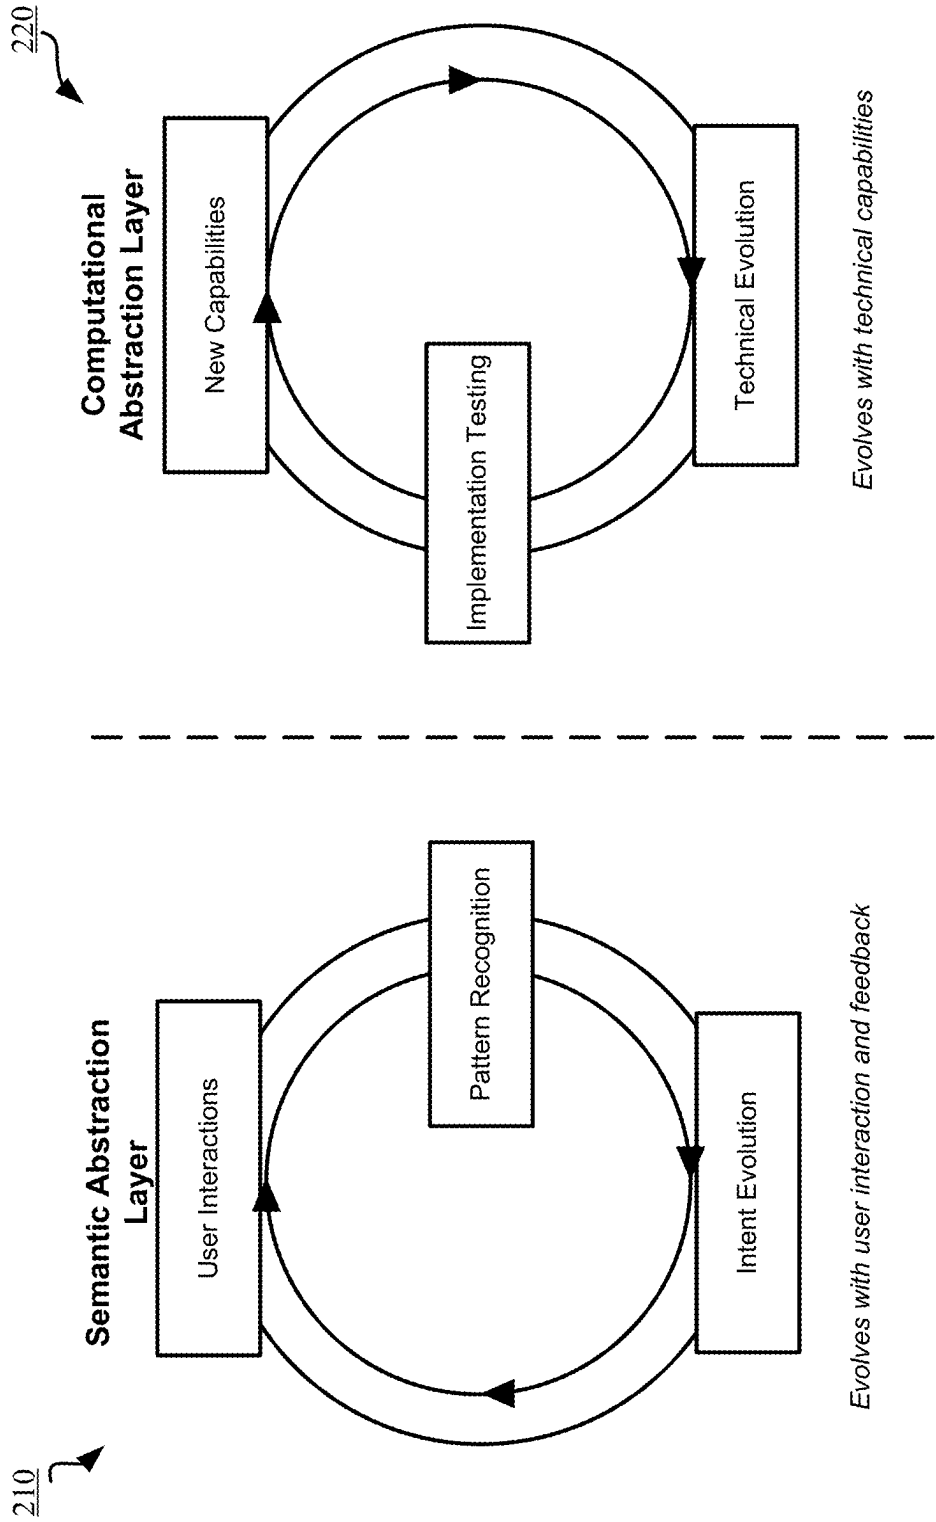 210
Semantic Abstraction
Layer
User Interactions
Pattern Recognition
Intent Evolution
Evolves with user interaction and feedback
220
Computational
Abstraction Layer
New Capabilities
Implementation Testing
Technical Evolution
Evolves with technical capabilities